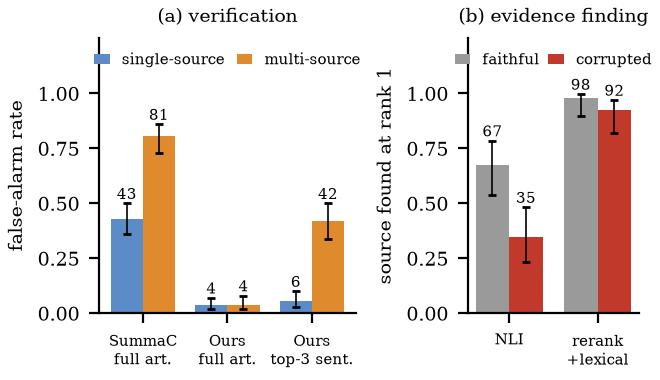 (a) verification
single-source multi-source
false-alarm rate
1.00
0.75
0.50
0.25
0.00
43
81
4
4
6
42
SummaC
full art.
Ours
full art.
Ours
top-3 sent.
(b) evidence finding
faithful corrupted
source found at rank 1
1.00
0.75
0.50
0.25
0.00
67
35
98
92
NLI
rerank
+lexical